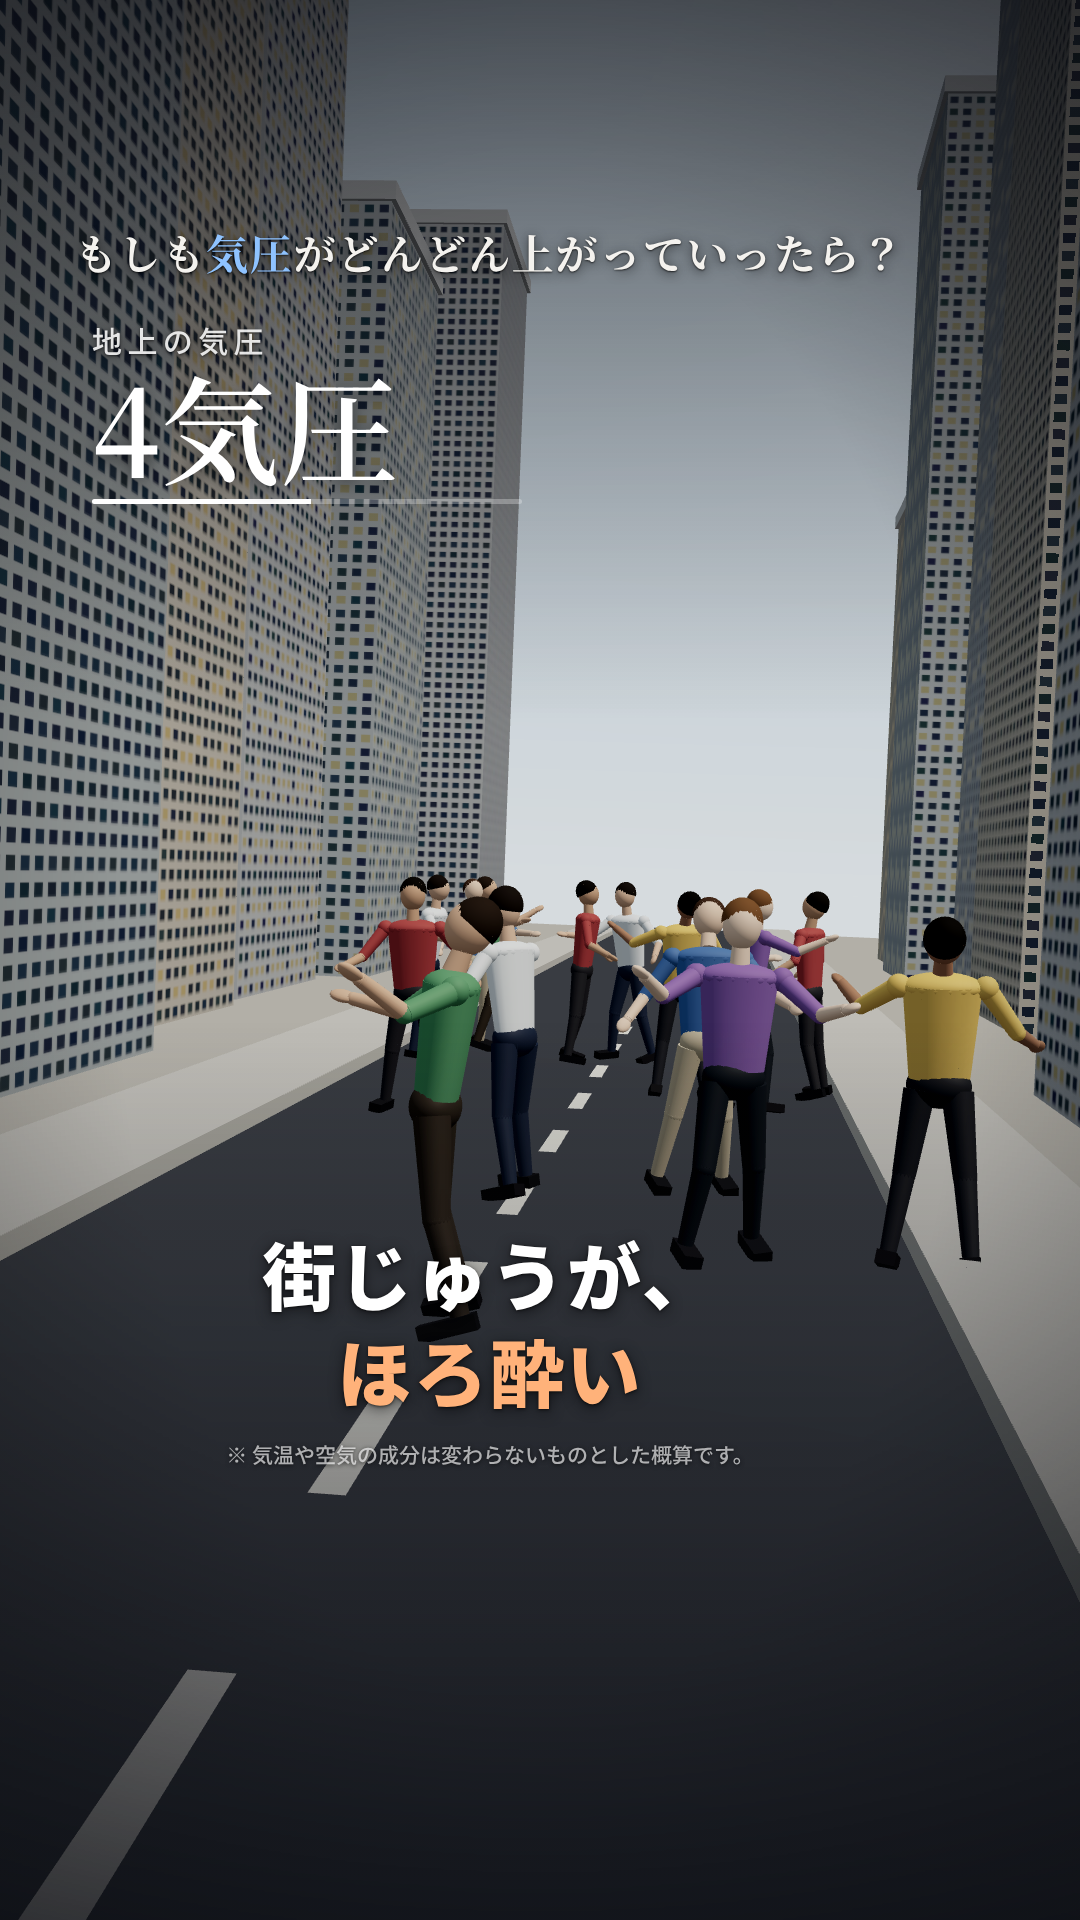 もしも気圧がどんどん上がっていったら？
地上の気圧
4気圧
街じゅうが、
ほろ酔い
※ 気温や空気の成分は変わらないものとした概算です。